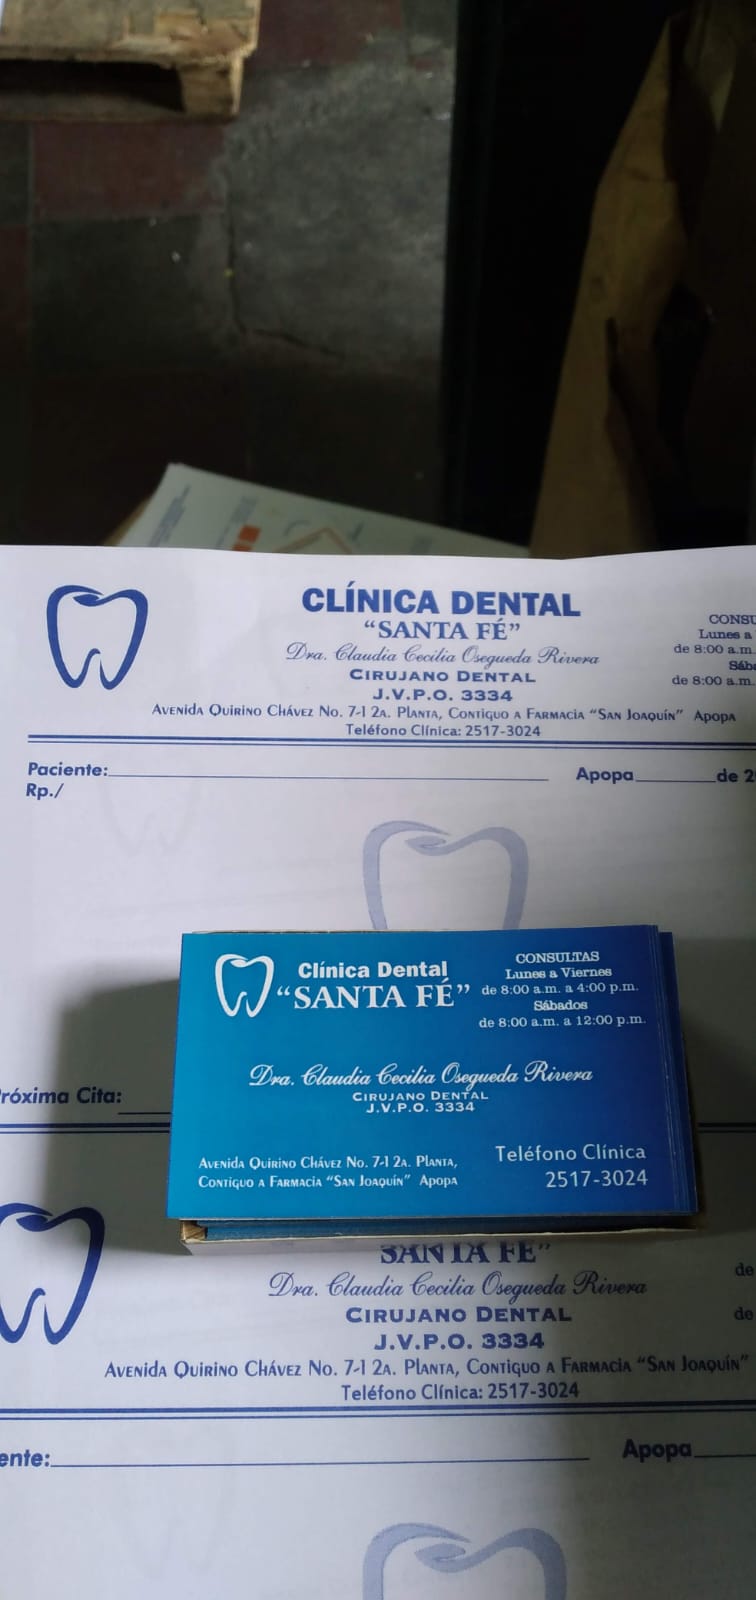 CLÍNICA DENTAL
“SANTA FÉ”
Dra. Claudia Cecilia Osegueda Rivera
CIRUJANO DENTAL
J.V.P.O. 3334
Avenida Quirino Chávez No. 7-1 2a. Planta, Contiguo a Farmacia “San Joaquín” Apopa
Teléfono Clínica: 2517-3024
Lunes a
de 8:00 a.m.
de 8:00 a.m.
Paciente: Apopa de 2
Rp./
Clínica Dental
“SANTA FÉ”
CONSULTAS
Lunes a Viernes
de 8:00 a.m. a 4:00 p.m.
Sábados
de 8:00 a.m. a 12:00 p.m.
Dra. Claudia Cecilia Osegueda Rivera
CIRUJANO DENTAL
J.V.P.O. 3334
Avenida Quirino Chávez No. 7-1 2a. Planta,
Contiguo a Farmacia “San Joaquín” Apopa
Teléfono Clínica
2517-3024
róxima Cita:
SANTA FÉ”
Dra. Claudia Cecilia Osegueda Rivera
CIRUJANO DENTAL
J.V.P.O. 3334
Avenida Quirino Chávez No. 7-1 2a. Planta, Contiguo a Farmacia “San Joaquín”
Teléfono Clínica: 2517-3024
de
de
ente: Apopa